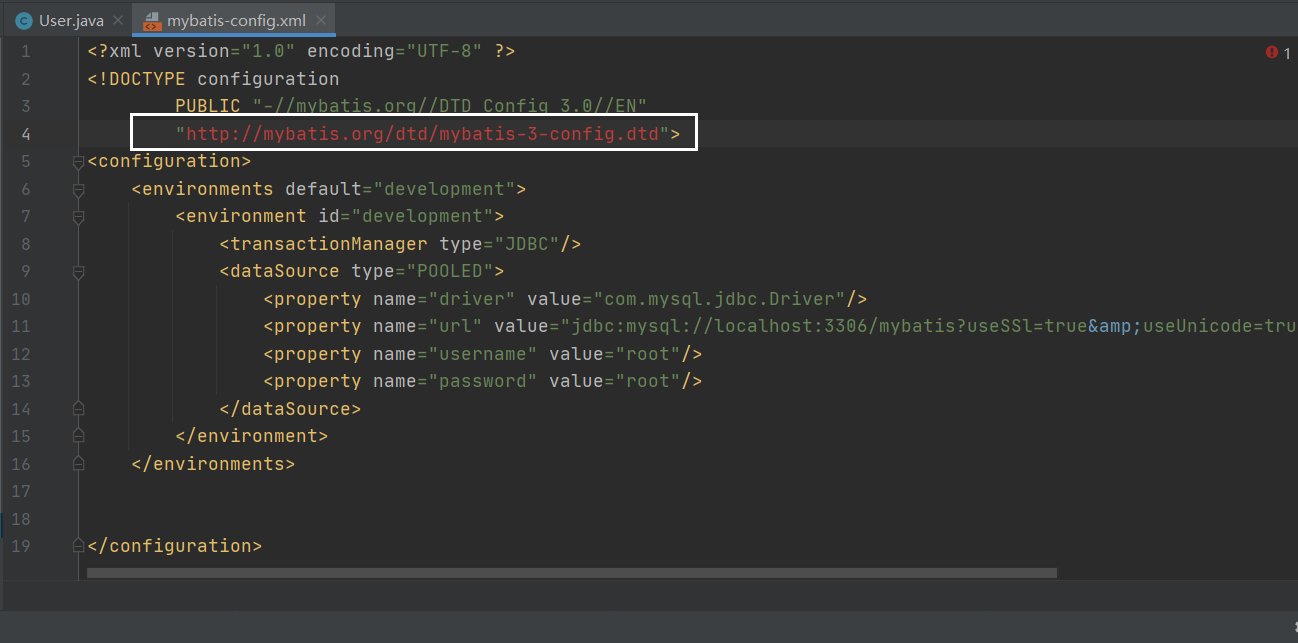 User.java
mybatis-config.xml
1 <?xml version="1.0" encoding="UTF-8" ?>
1
2 <!DOCTYPE configuration
3 PUBLIC "-//mybatis.org//DTD Config 3.0//EN"
4 "http://mybatis.org/dtd/mybatis-3-config.dtd">
5 <configuration>
6 <environments default="development">
7 <environment id="development">
8 <transactionManager type="JDBC"/>
9 <dataSource type="POOLED">
10 <property name="driver" value="com.mysql.jdbc.Driver"/>
11 <property name="url" value="jdbc:mysql://localhost:3306/mybatis?useSSl=true&amp;useUnicode=tru
12 <property name="username" value="root"/>
13 <property name="password" value="root"/>
14 </dataSource>
15 </environment>
16 </environments>
17
18
19 </configuration>